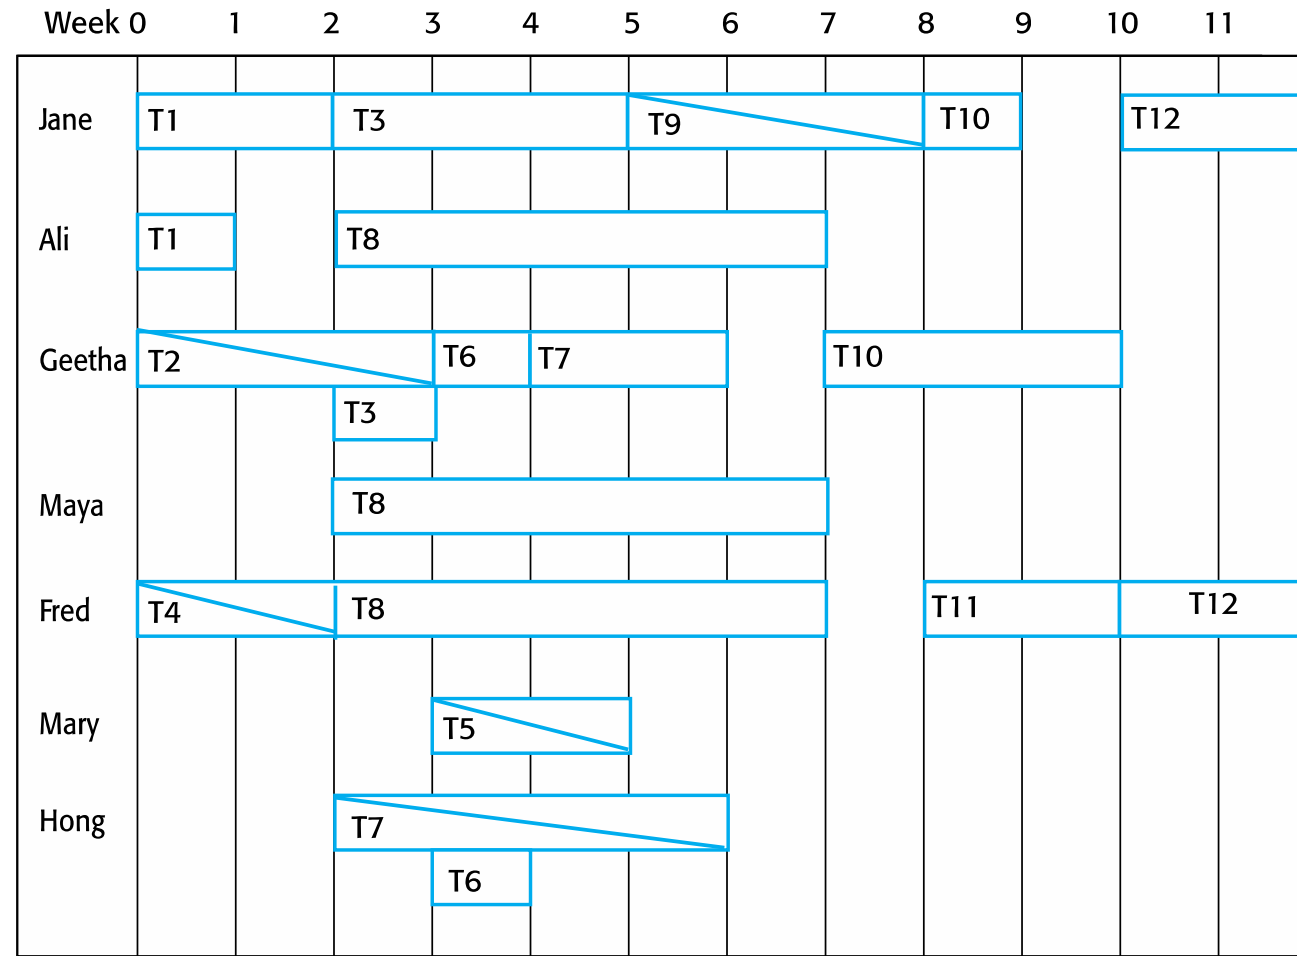 Week 0 1 2 3 4 5 6 7 8 9 10 11
Jane T1 T3 T9 T10 T12
Ali T1 T8
Geetha T2 T6 T7 T10
T3
Maya T8
Fred T4 T8 T11 T12
Mary T5
Hong T7
T6